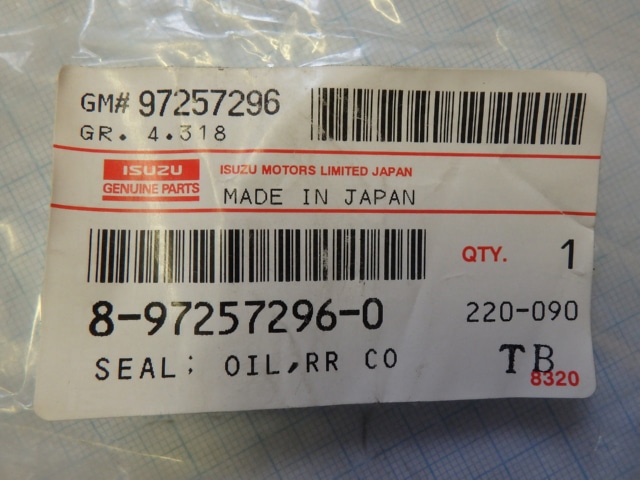 GM# 97257296
GR. 4.318
ISUZU
GENUINE PARTS
ISUZU MOTORS LIMITED JAPAN
MADE IN JAPAN
QTY. 1
8-97257296-0
220-090
SEAL; OIL,RR CO
TB
8320